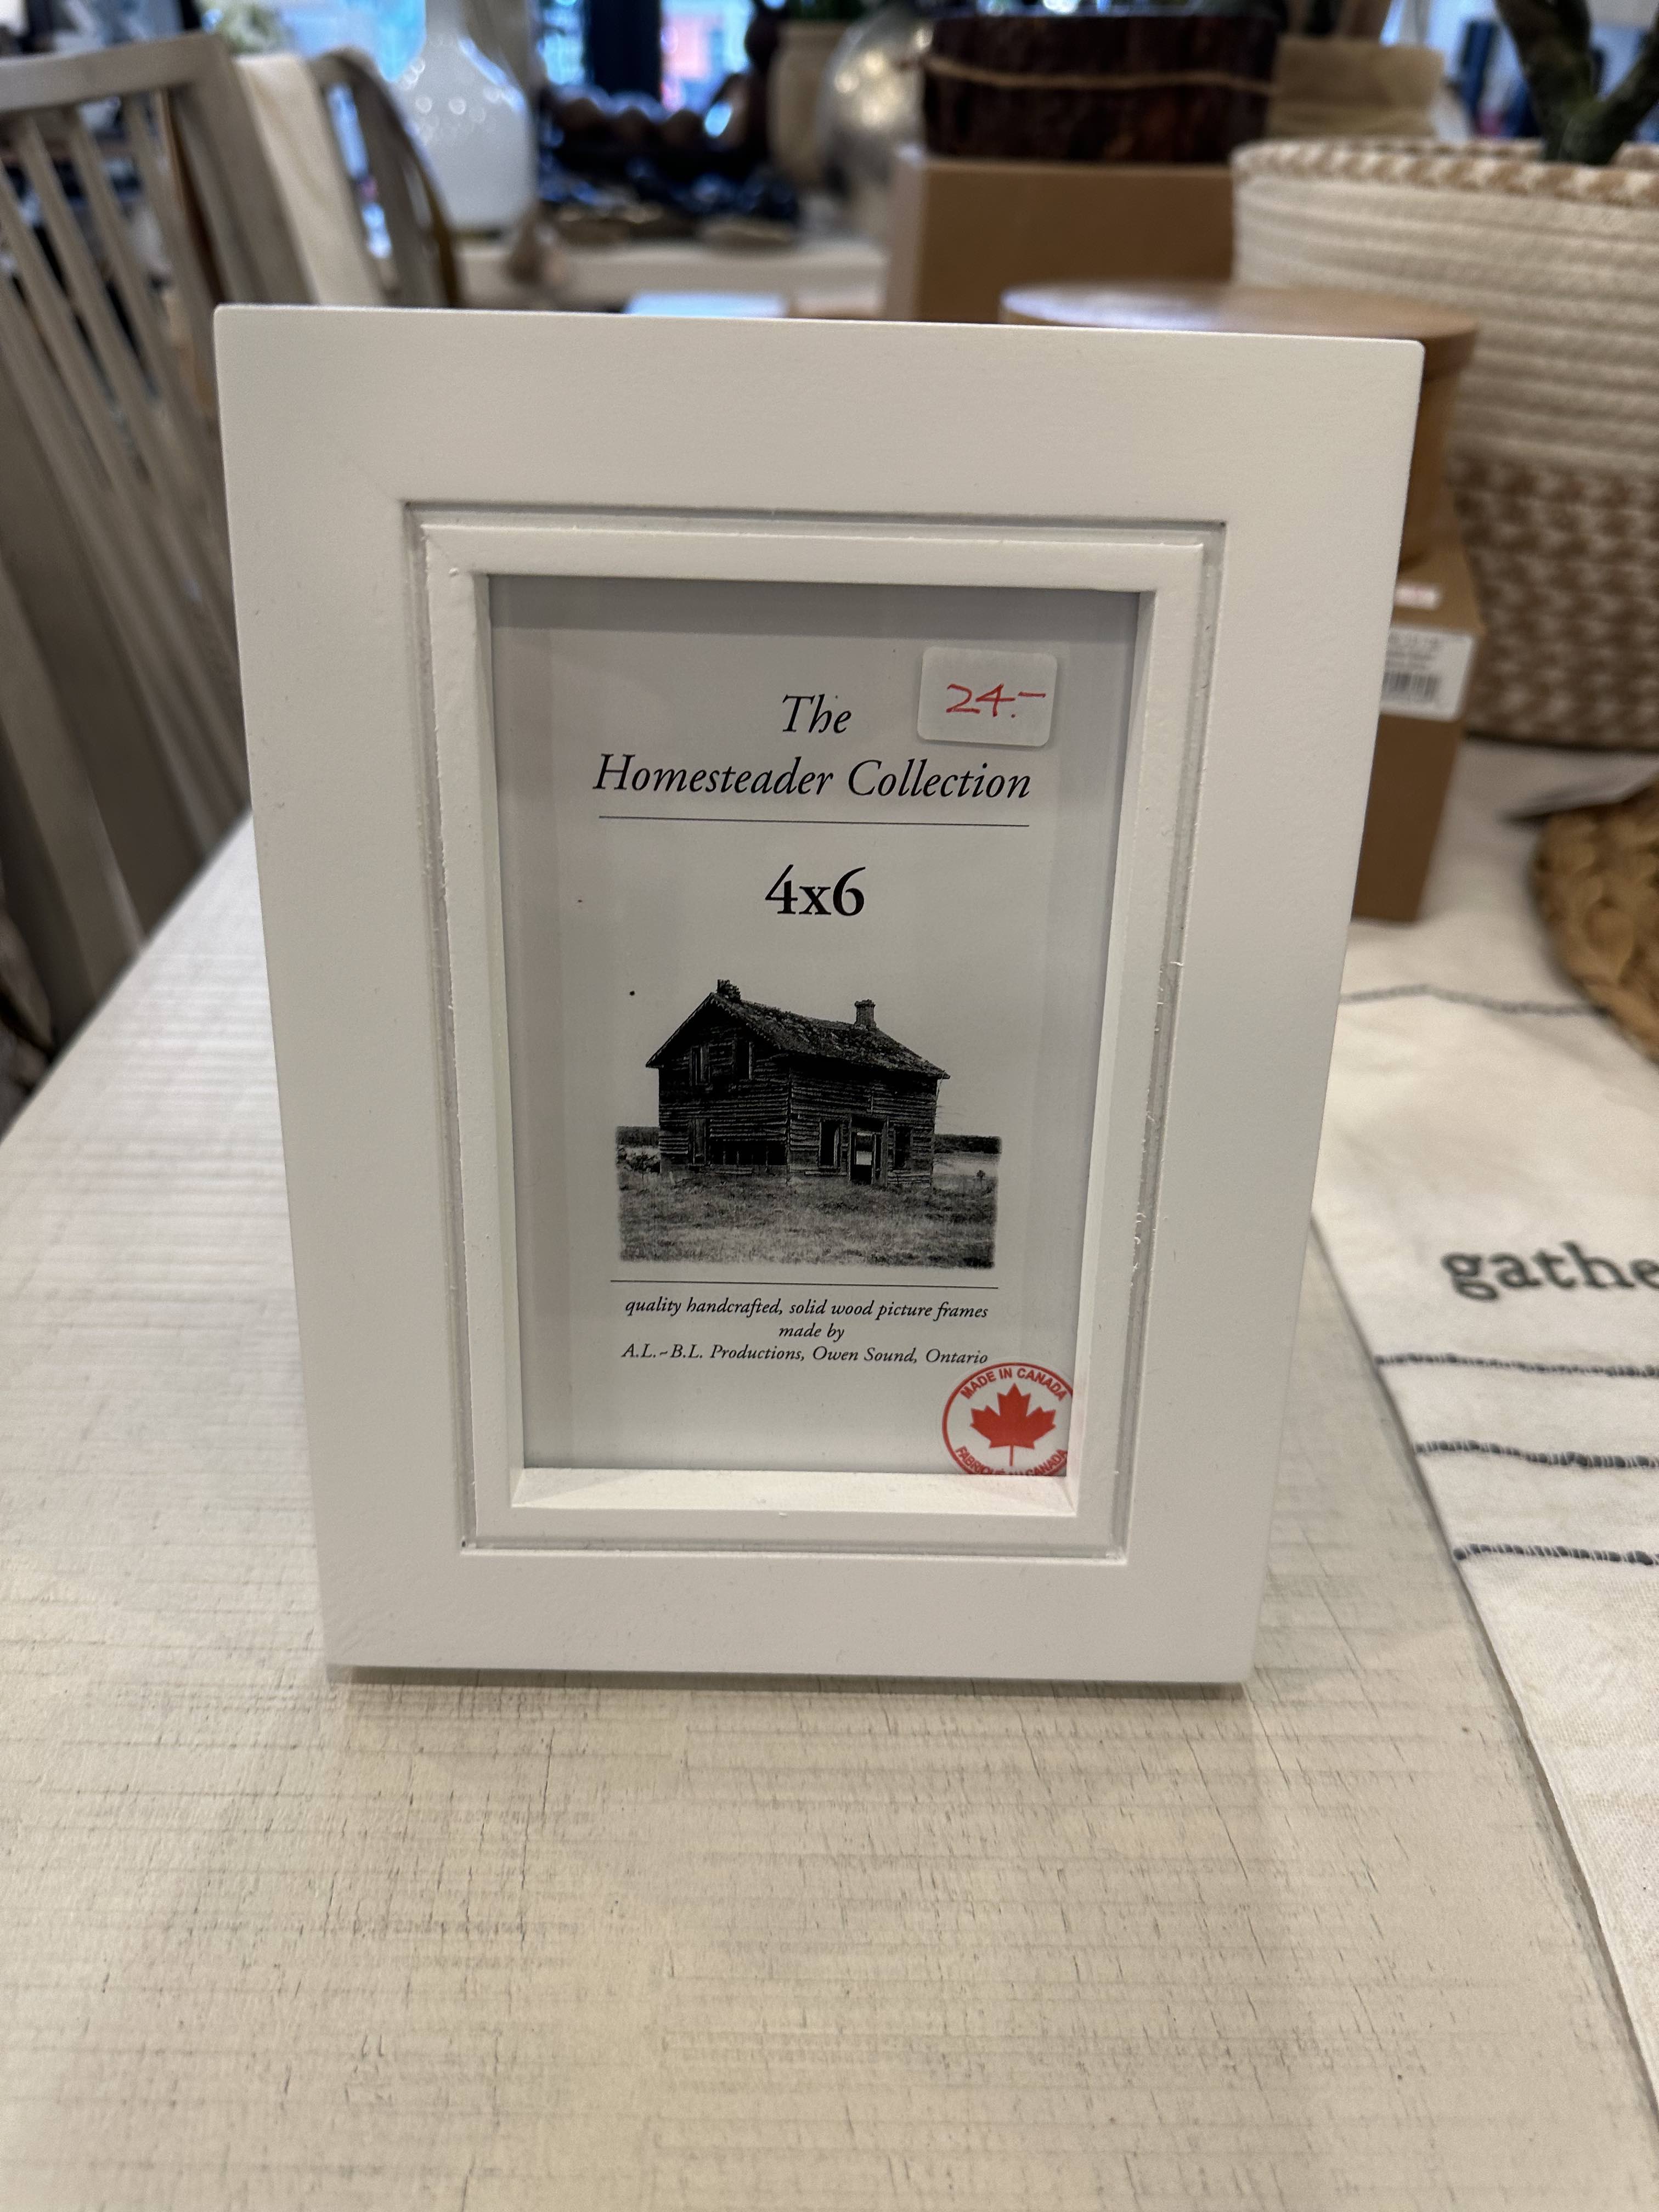 24.-
The
Homesteader Collection
4x6
quality handcrafted, solid wood picture frames
made by
A.L.~B.L. Productions, Owen Sound, Ontario
MADE IN CANADA
CANADA
gathe